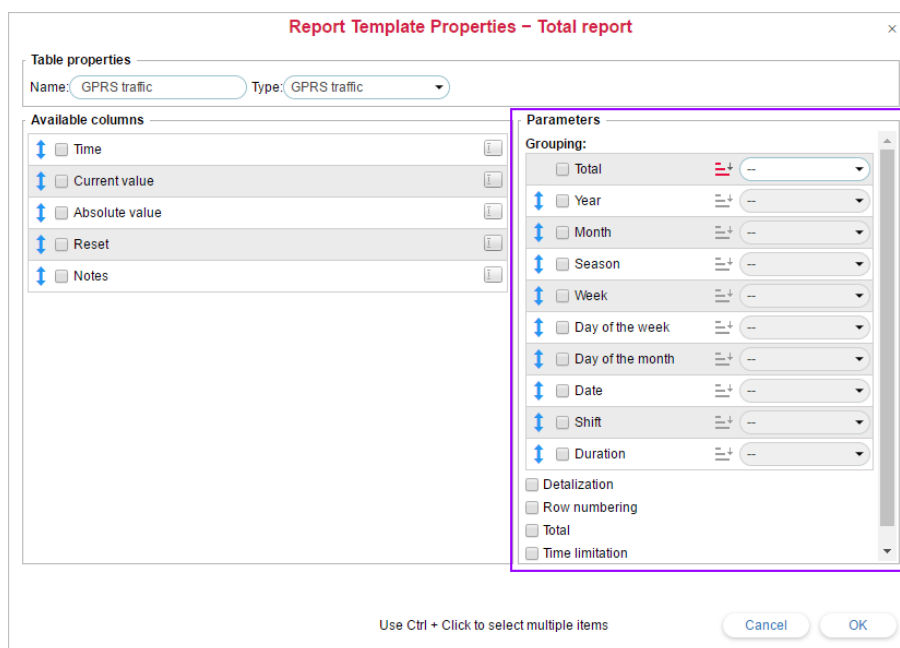 Report Template Properties – Total report
×
Table properties
Name: GPRS traffic Type: GPRS traffic
Available columns
Time
Current value
Absolute value
Reset
Notes
Parameters
Grouping:
Total --
Year --
Month --
Season --
Week --
Day of the week --
Day of the month --
Date --
Shift --
Duration --
Detalization
Row numbering
Total
Time limitation
Use Ctrl + Click to select multiple items
Cancel
OK